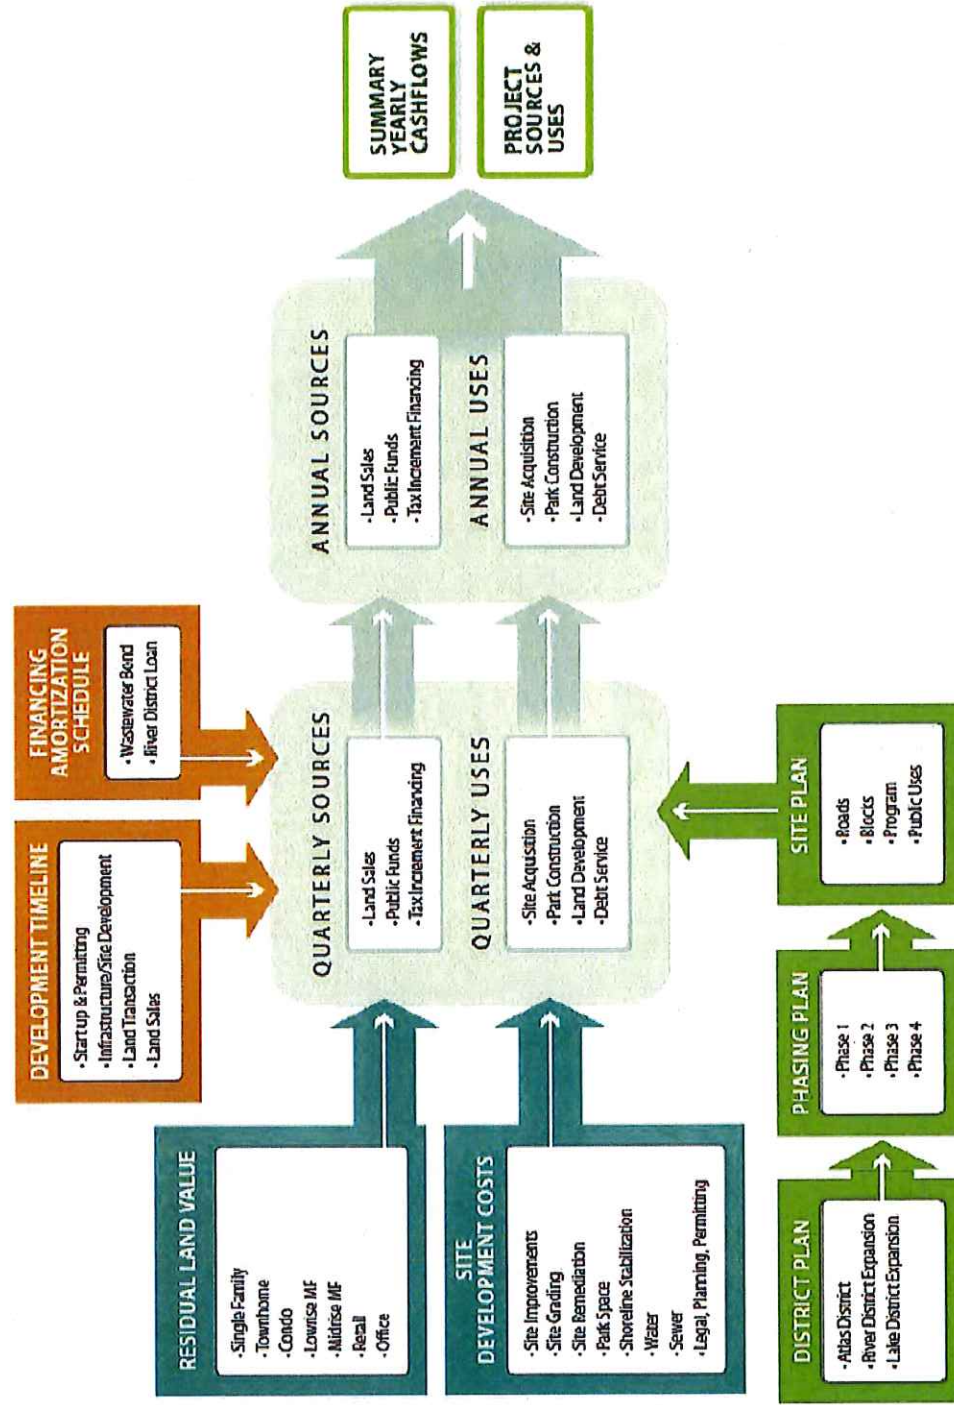 DEVELOPMENT TIMELINE
•Startup & Permitting
•Infrastructure/Site Development
•Land Transaction
•Land Sales
FINANCING
AMORTIZATION
SCHEDULE
•Wastewater Bond
•River District Loan
RESIDUAL LAND VALUE
•Single Family
•Townhome
•Condo
•Lowrise MF
•Midrise MF
•Retail
•Office
SITE
DEVELOPMENT COSTS
•Site Improvements
•Site Grading
•Site Remediation
•Park Space
•Shoreline Stabilization
•Water
•Sewer
•Legal, Planning, Permitting
QUARTERLY SOURCES
•Land Sales
•Public Funds
•Tax Increment Financing
QUARTERLY USES
•Site Acquisition
•Park Construction
•Land Development
•Debt Service
ANNUAL SOURCES
•Land Sales
•Public Funds
•Tax Increment Financing
ANNUAL USES
•Site Acquisition
•Park Construction
•Land Development
•Debt Service
SUMMARY
YEARLY
CASHFLOWS
PROJECT
SOURCES &
USES
DISTRICT PLAN
•Atlas District
•River District Expansion
•Lake District Expansion
PHASING PLAN
•Phase 1
•Phase 2
•Phase 3
•Phase 4
SITE PLAN
•Roads
•Blocks
•Program
•Public Uses